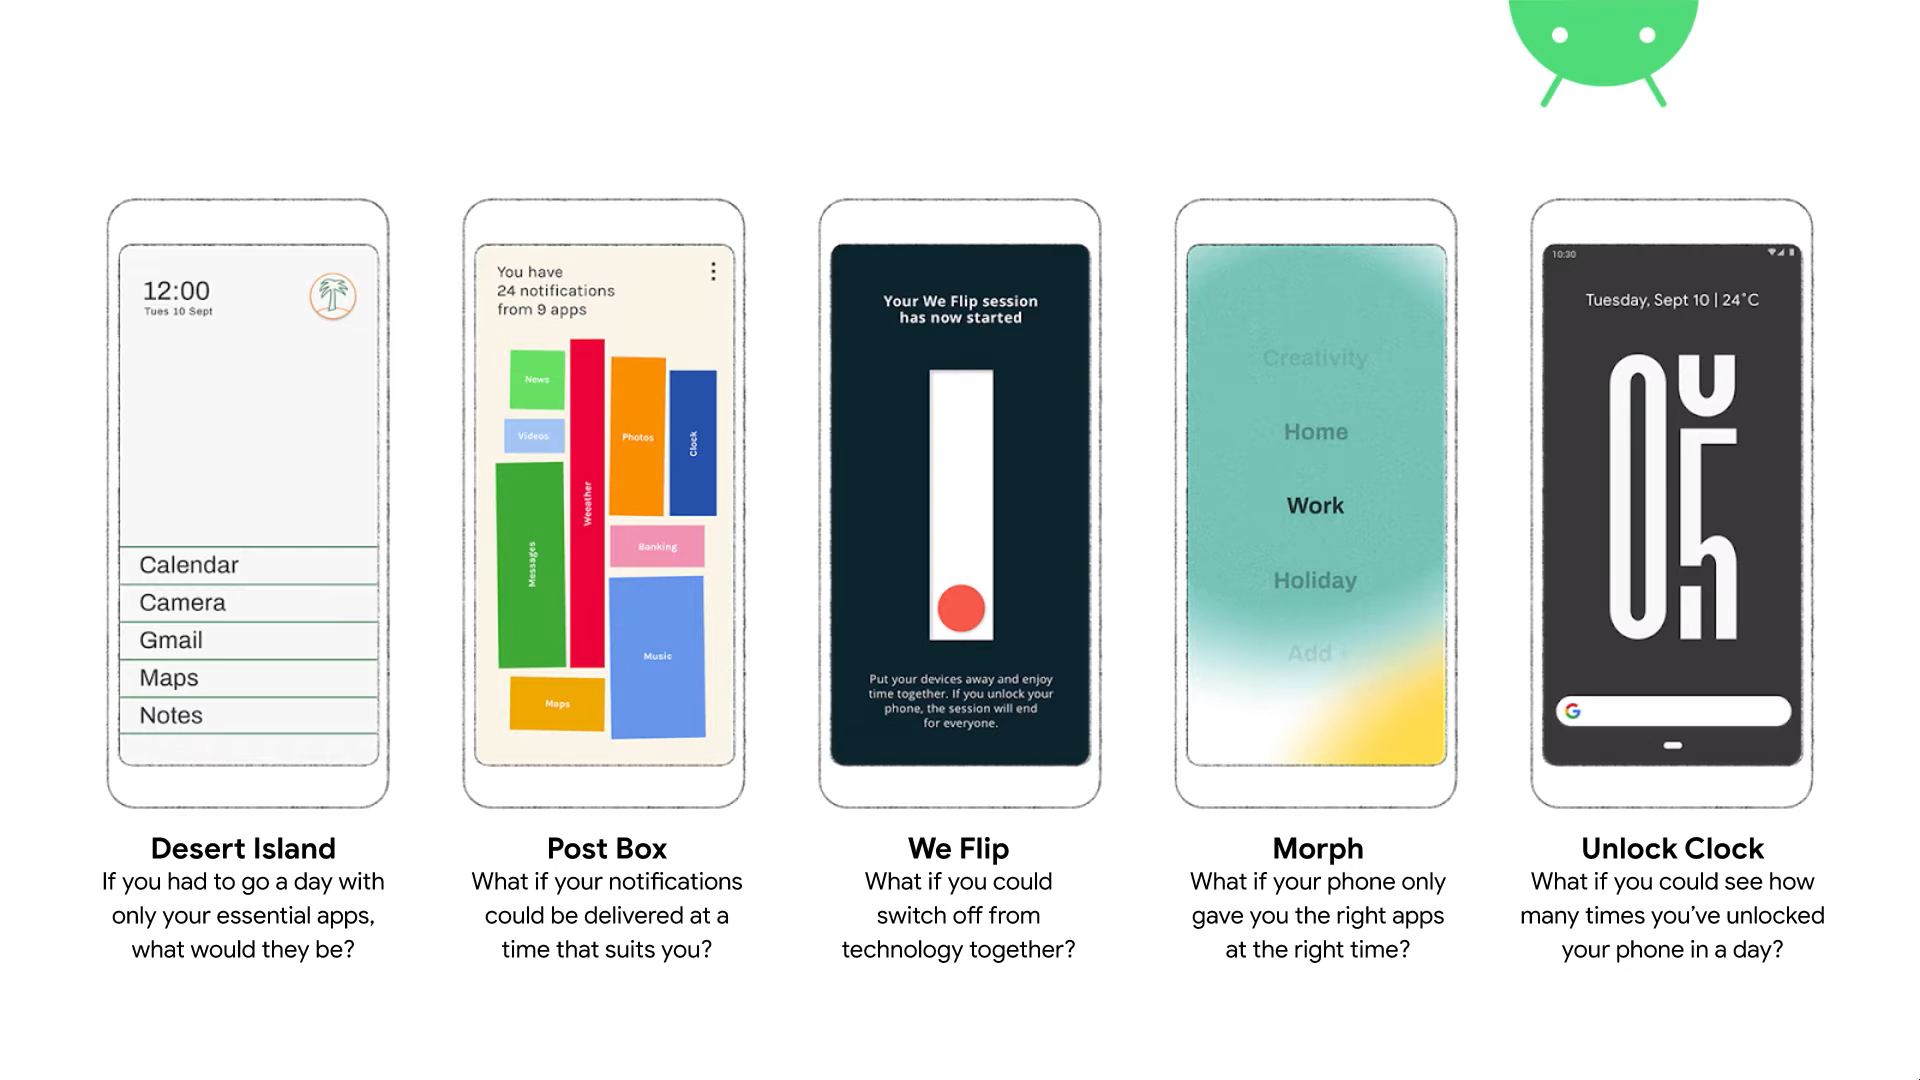 12:00
Tues 10 Sept
Calendar
Camera
Gmail
Maps
Notes
Desert Island
If you had to go a day with
only your essential apps,
what would they be?
You have
24 notifications
from 9 apps
News
Videos
Messages
Weeather
Photos
Clock
Banking
Music
Maps
Post Box
What if your notifications
could be delivered at a
time that suits you?
Your We Flip session
has now started
Put your devices away and enjoy
time together. If you unlock your
phone, the session will end
for everyone.
We Flip
What if you could
switch off from
technology together?
Creativity
Home
Work
Holiday
Add +
Morph
What if your phone only
gave you the right apps
at the right time?
10:30
Tuesday, Sept 10 | 24°C
G
Unlock Clock
What if you could see how
many times you’ve unlocked
your phone in a day?